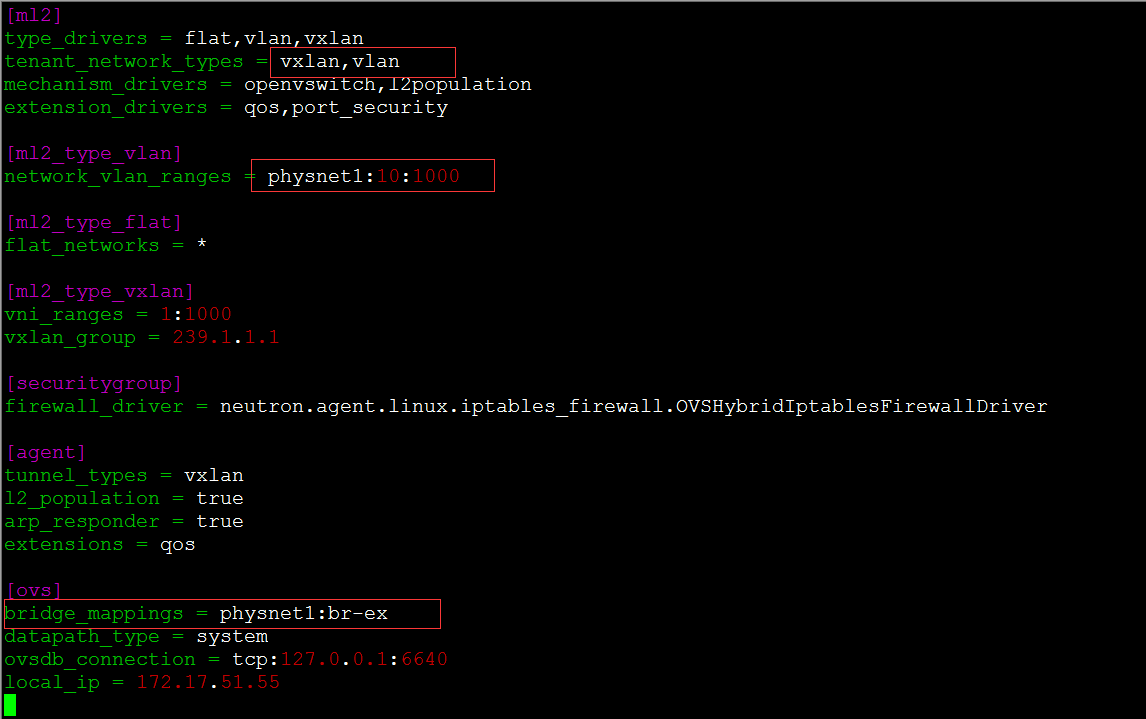 [ml2]
type_drivers = flat,vlan,vxlan
tenant_network_types = vxlan,vlan
mechanism_drivers = openvswitch,l2population
extension_drivers = qos,port_security
[ml2_type_vlan]
network_vlan_ranges = physnet1:10:1000
[ml2_type_flat]
flat_networks = *
[ml2_type_vxlan]
vni_ranges = 1:1000
vxlan_group = 239.1.1.1
[securitygroup]
firewall_driver = neutron.agent.linux.iptables_firewall.OVSHybridIptablesFirewallDriver
[agent]
tunnel_types = vxlan
l2_population = true
arp_responder = true
extensions = qos
[ovs]
bridge_mappings = physnet1:br-ex
datapath_type = system
ovsdb_connection = tcp:127.0.0.1:6640
local_ip = 172.17.51.55